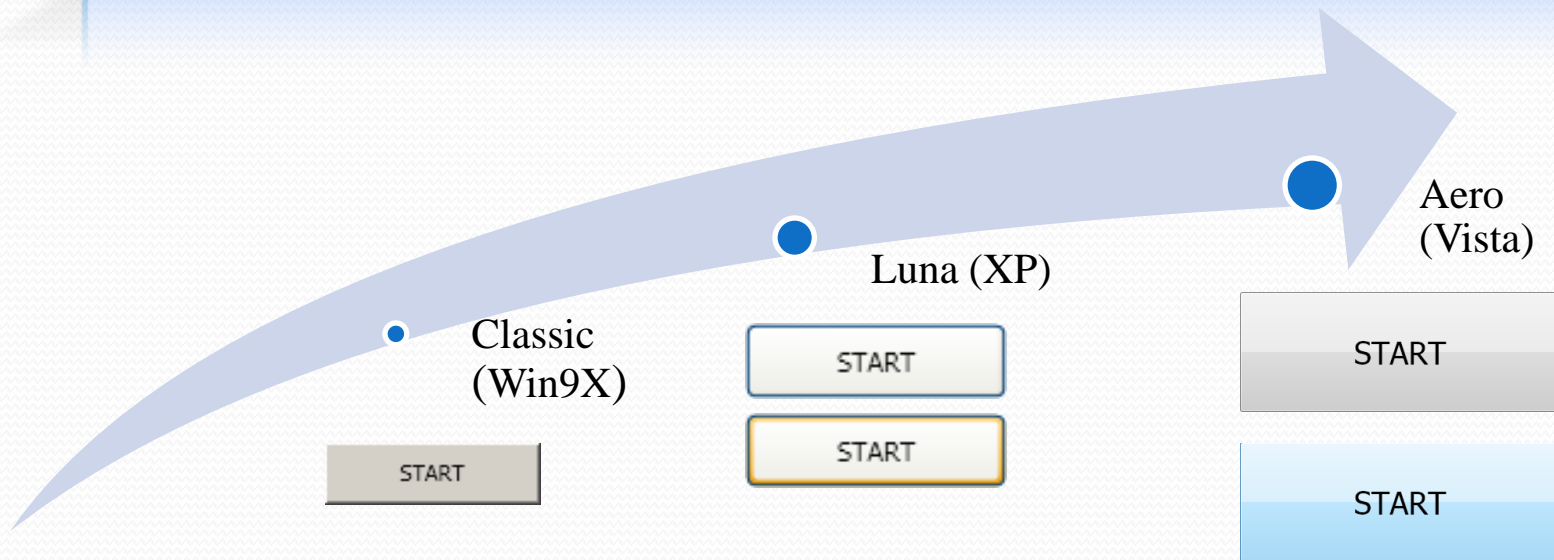 Classic
(Win9X)
START
Luna (XP)
START
START
Aero
(Vista)
START
START